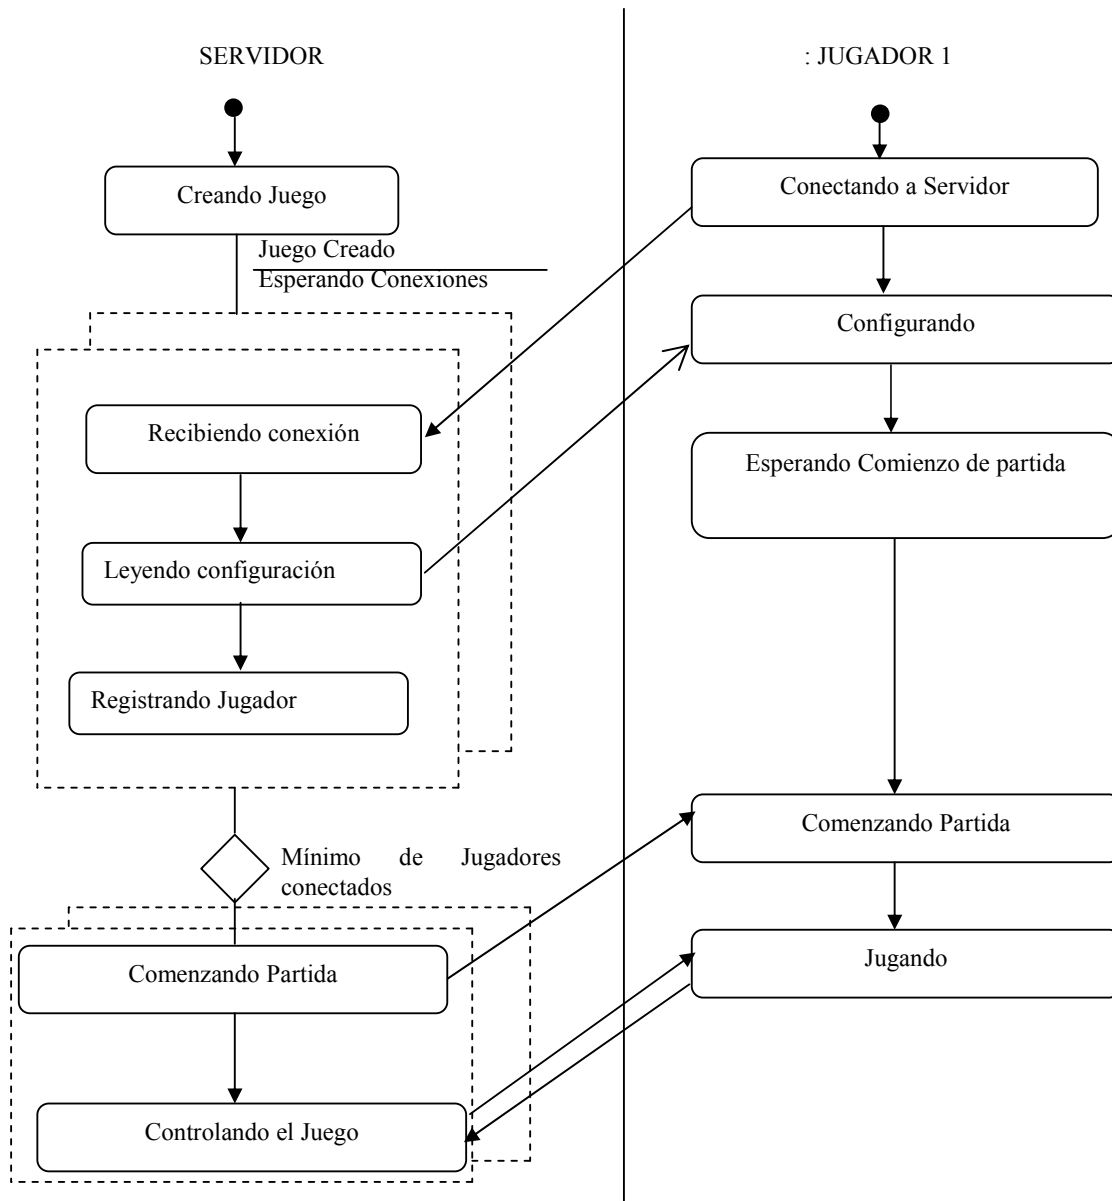 SERVIDOR
: JUGADOR 1
Creando Juego
Conectando a Servidor
Juego Creado
Esperando Conexiones
Configurando
Recibiendo conexión
Esperando Comienzo de partida
Leyendo configuración
Registrando Jugador
Comenzando Partida
Mínimo de Jugadores
conectados
Comenzando Partida
Jugando
Controlando el Juego